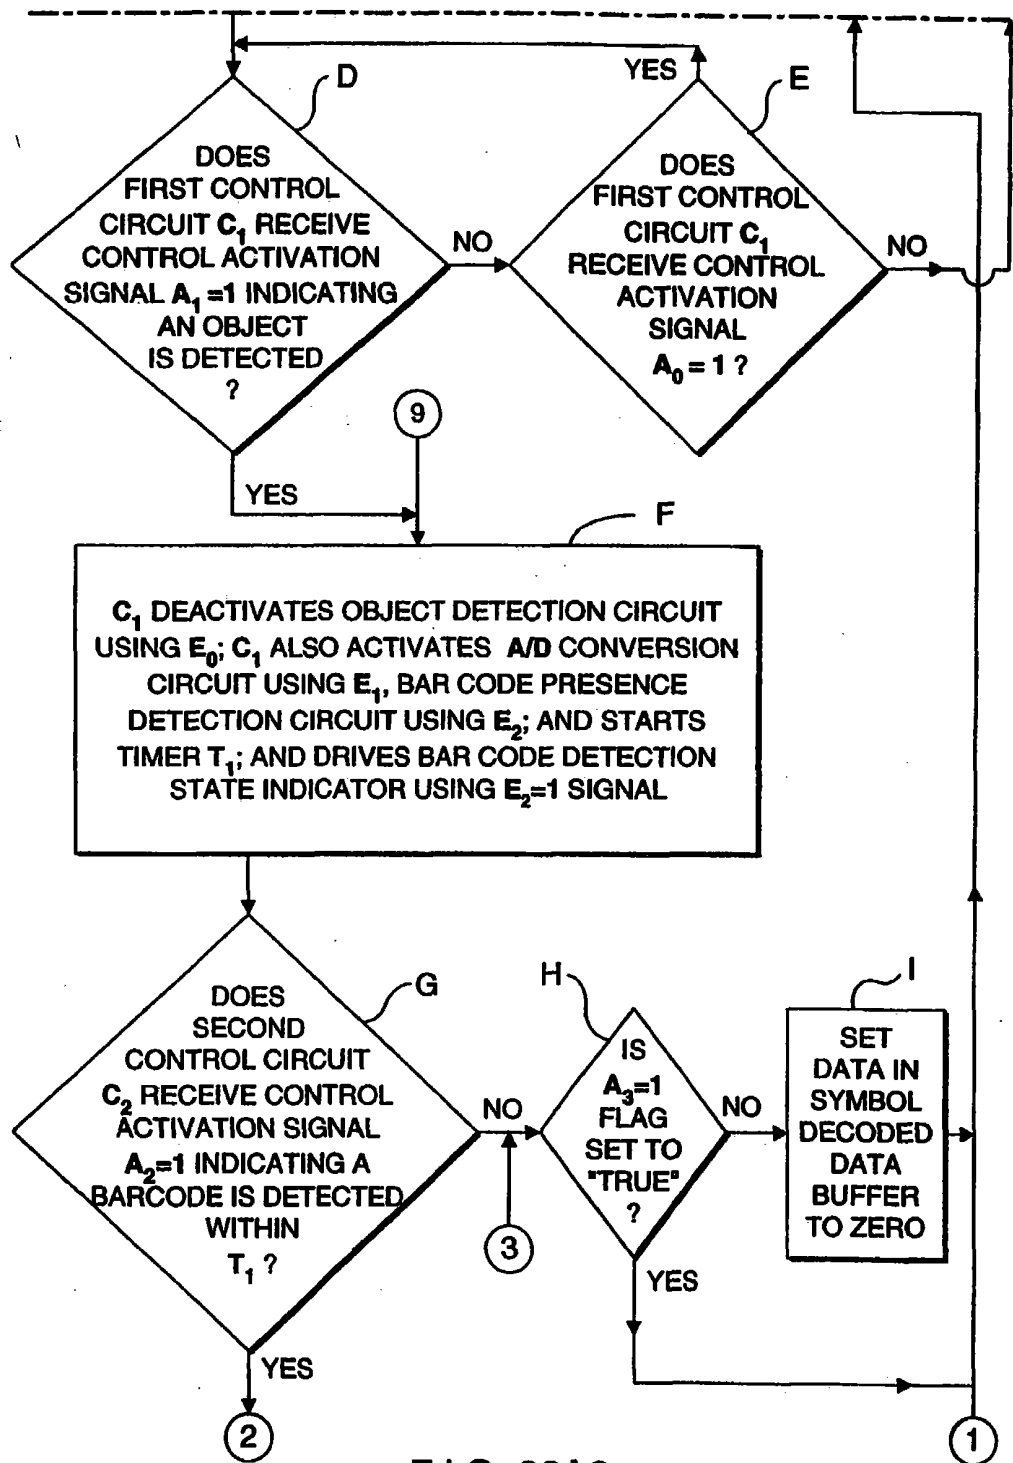 D
DOES
FIRST CONTROL
CIRCUIT C₁ RECEIVE
CONTROL ACTIVATION
SIGNAL A₁ =1 INDICATING
AN OBJECT
IS DETECTED
?
NO
YES
YES
E
DOES
FIRST CONTROL
CIRCUIT C₁
RECEIVE CONTROL
ACTIVATION
SIGNAL
A₀ = 1 ?
NO
9
F
C₁ DEACTIVATES OBJECT DETECTION CIRCUIT
USING E₀; C₁ ALSO ACTIVATES A/D CONVERSION
CIRCUIT USING E₁, BAR CODE PRESENCE
DETECTION CIRCUIT USING E₂; AND STARTS
TIMER T₁; AND DRIVES BAR CODE DETECTION
STATE INDICATOR USING E₂=1 SIGNAL
G
DOES
SECOND
CONTROL CIRCUIT
C₂ RECEIVE CONTROL
ACTIVATION SIGNAL
A₂=1 INDICATING A
BARCODE IS DETECTED
WITHIN
T₁ ?
NO
3
YES
2
H
IS
A₃=1
FLAG
SET TO
"TRUE"
?
NO
YES
I
SET
DATA IN
SYMBOL
DECODED
DATA
BUFFER
TO ZERO
1